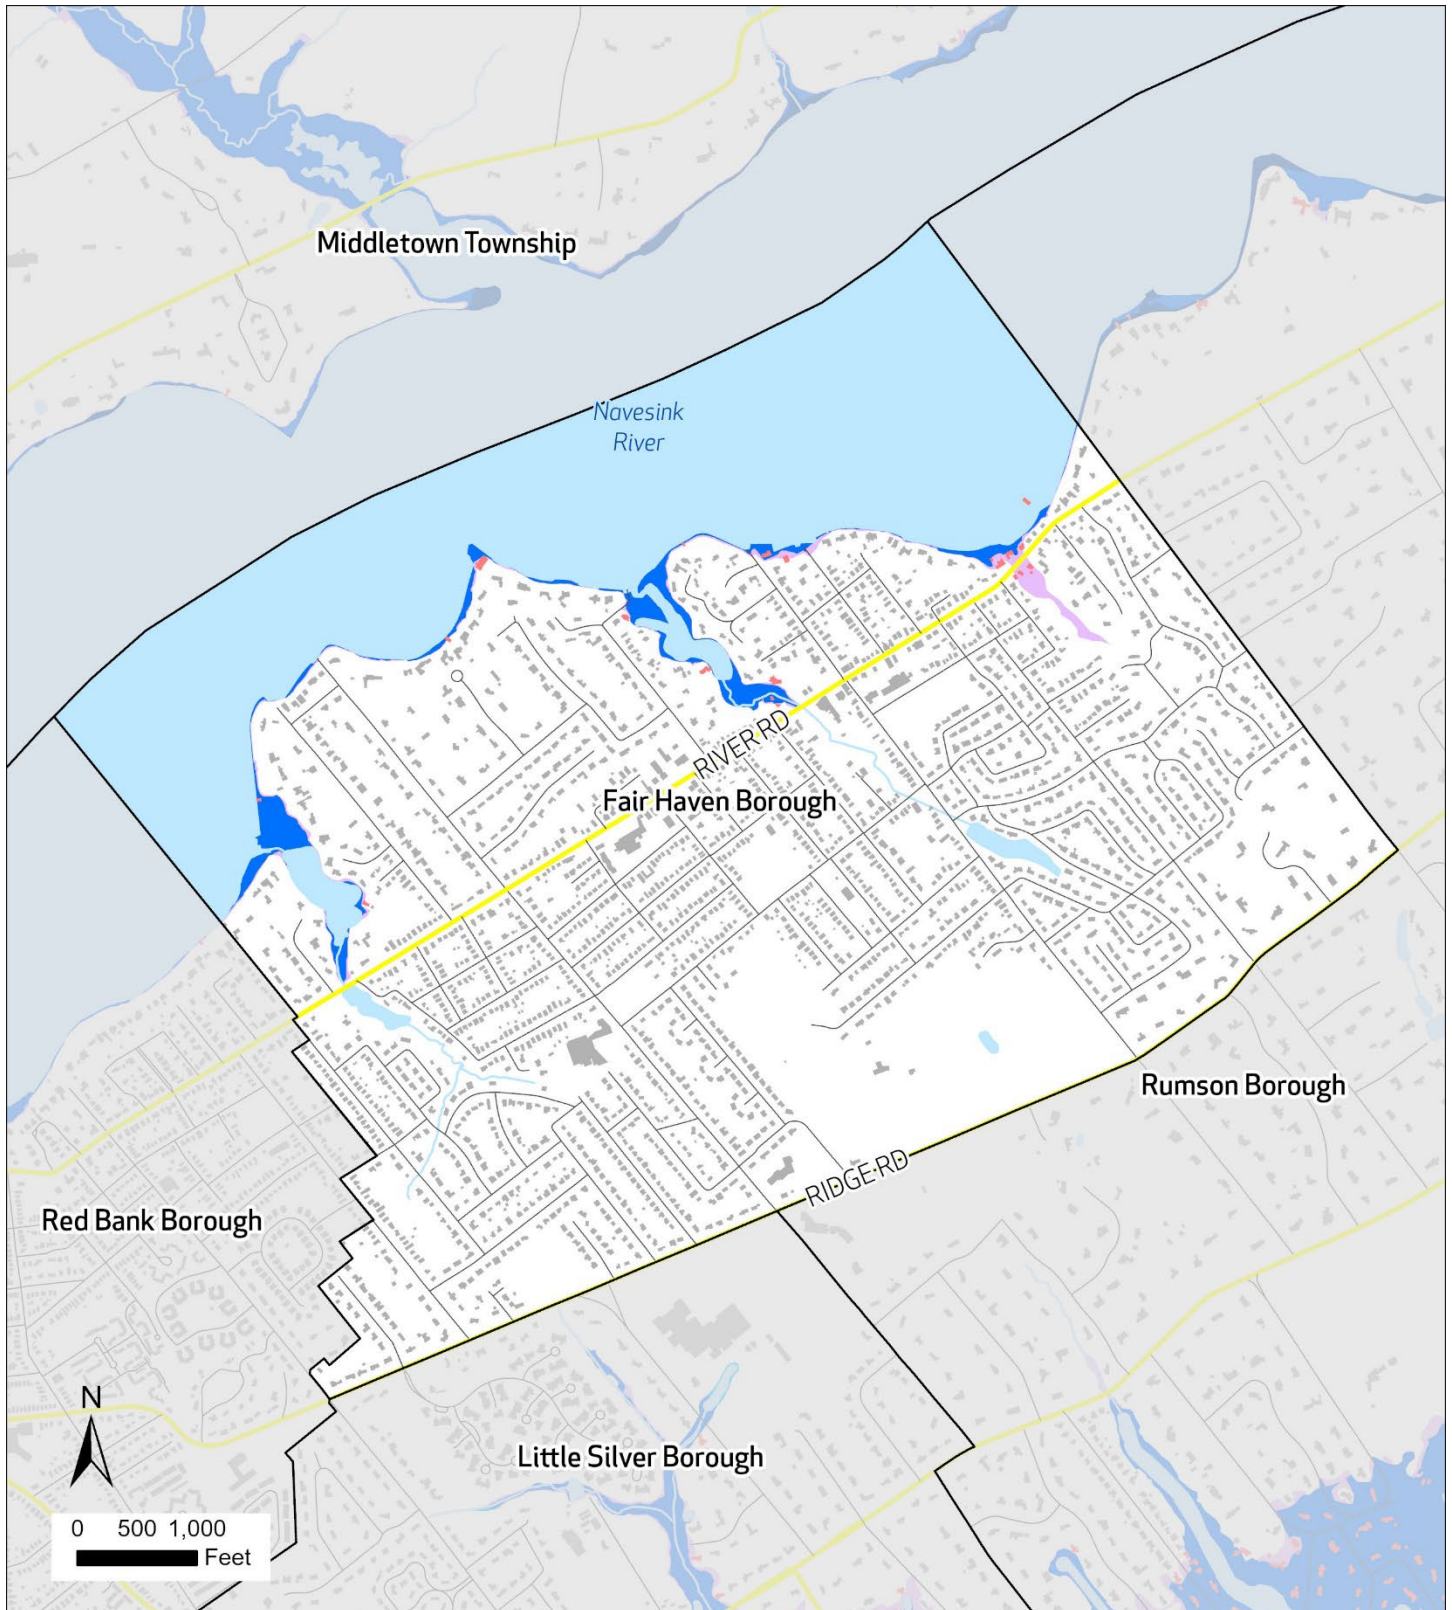 Middletown Township
Navesink
River
RIVER RD
Fair Haven Borough
Rumson Borough
RIDGE RD
Red Bank Borough
N
Little Silver Borough
0 500 1,000
Feet